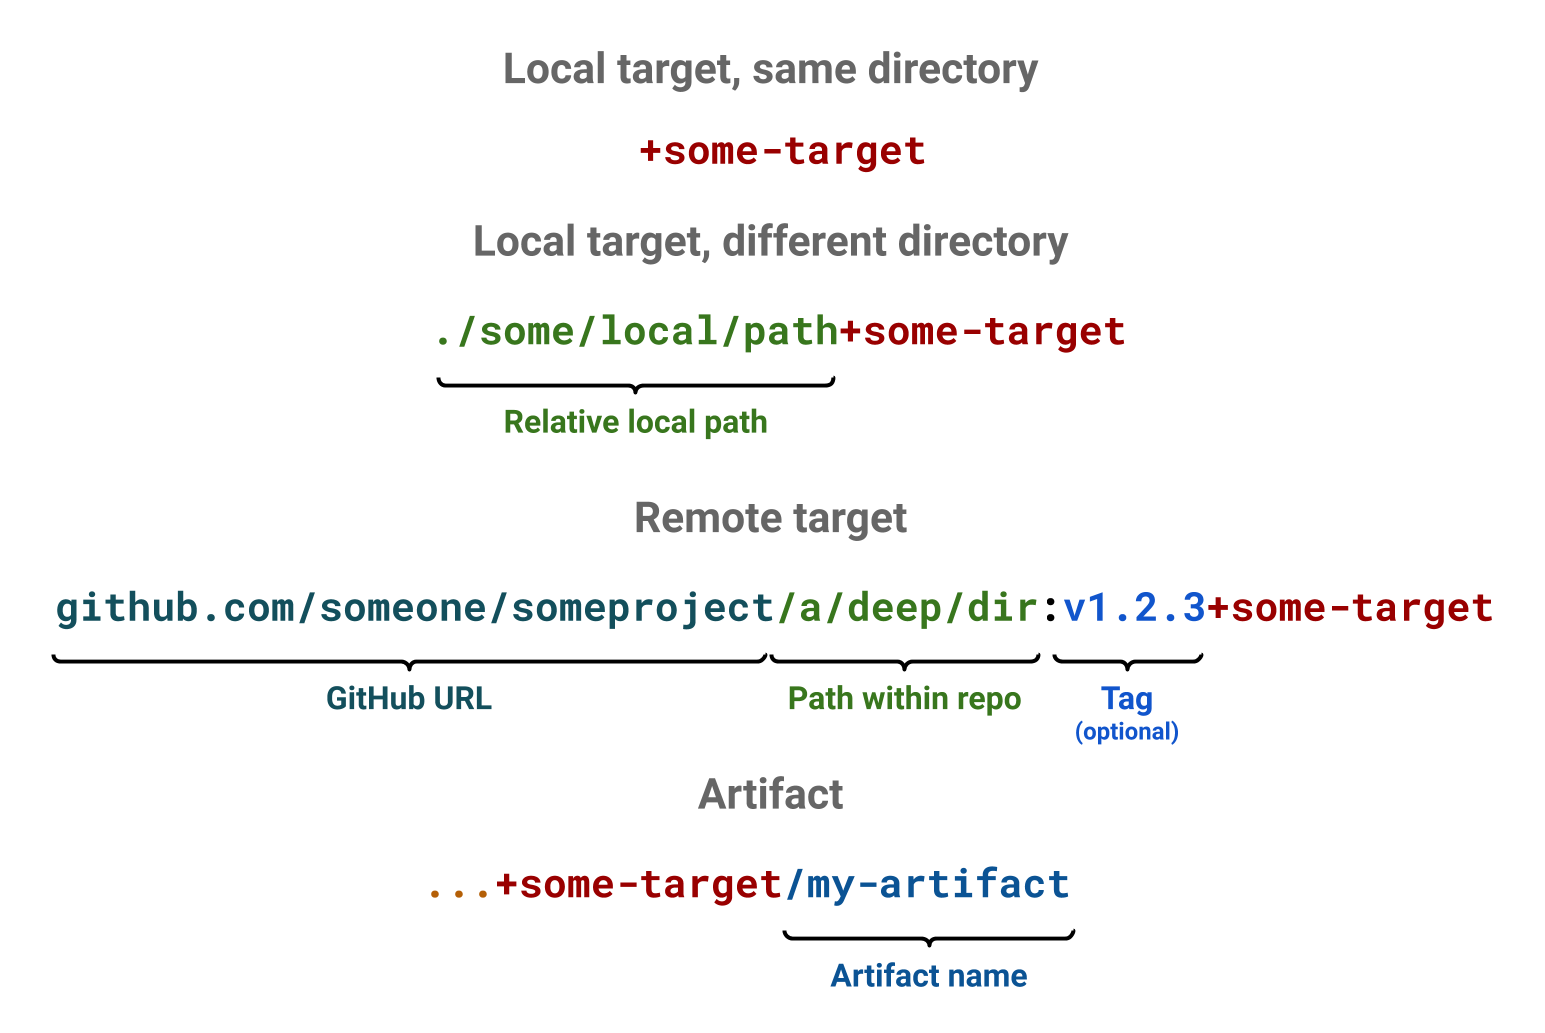 Local target, same directory
+some-target
Local target, different directory
./some/local/path+some-target
Relative local path
Remote target
github.com/someone/someproject/a/deep/dir:v1.2.3+some-target
GitHub URL Path within repo Tag
(optional)
Artifact
...+some-target/my-artifact
Artifact name